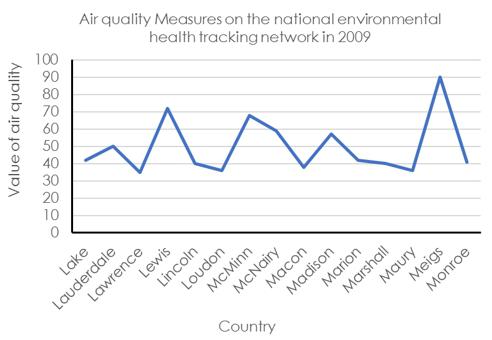 Air quality Measures on the national environmental
health tracking network in 2009
Value of air quality
100
90
80
70
60
50
40
30
20
10
0
Lake
Lauderdale
Lawrence
Lewis
Lincoln
Loudon
McMinn
McNairy
Macon
Madison
Marion
Marshall
Maury
Meigs
Monroe
Country